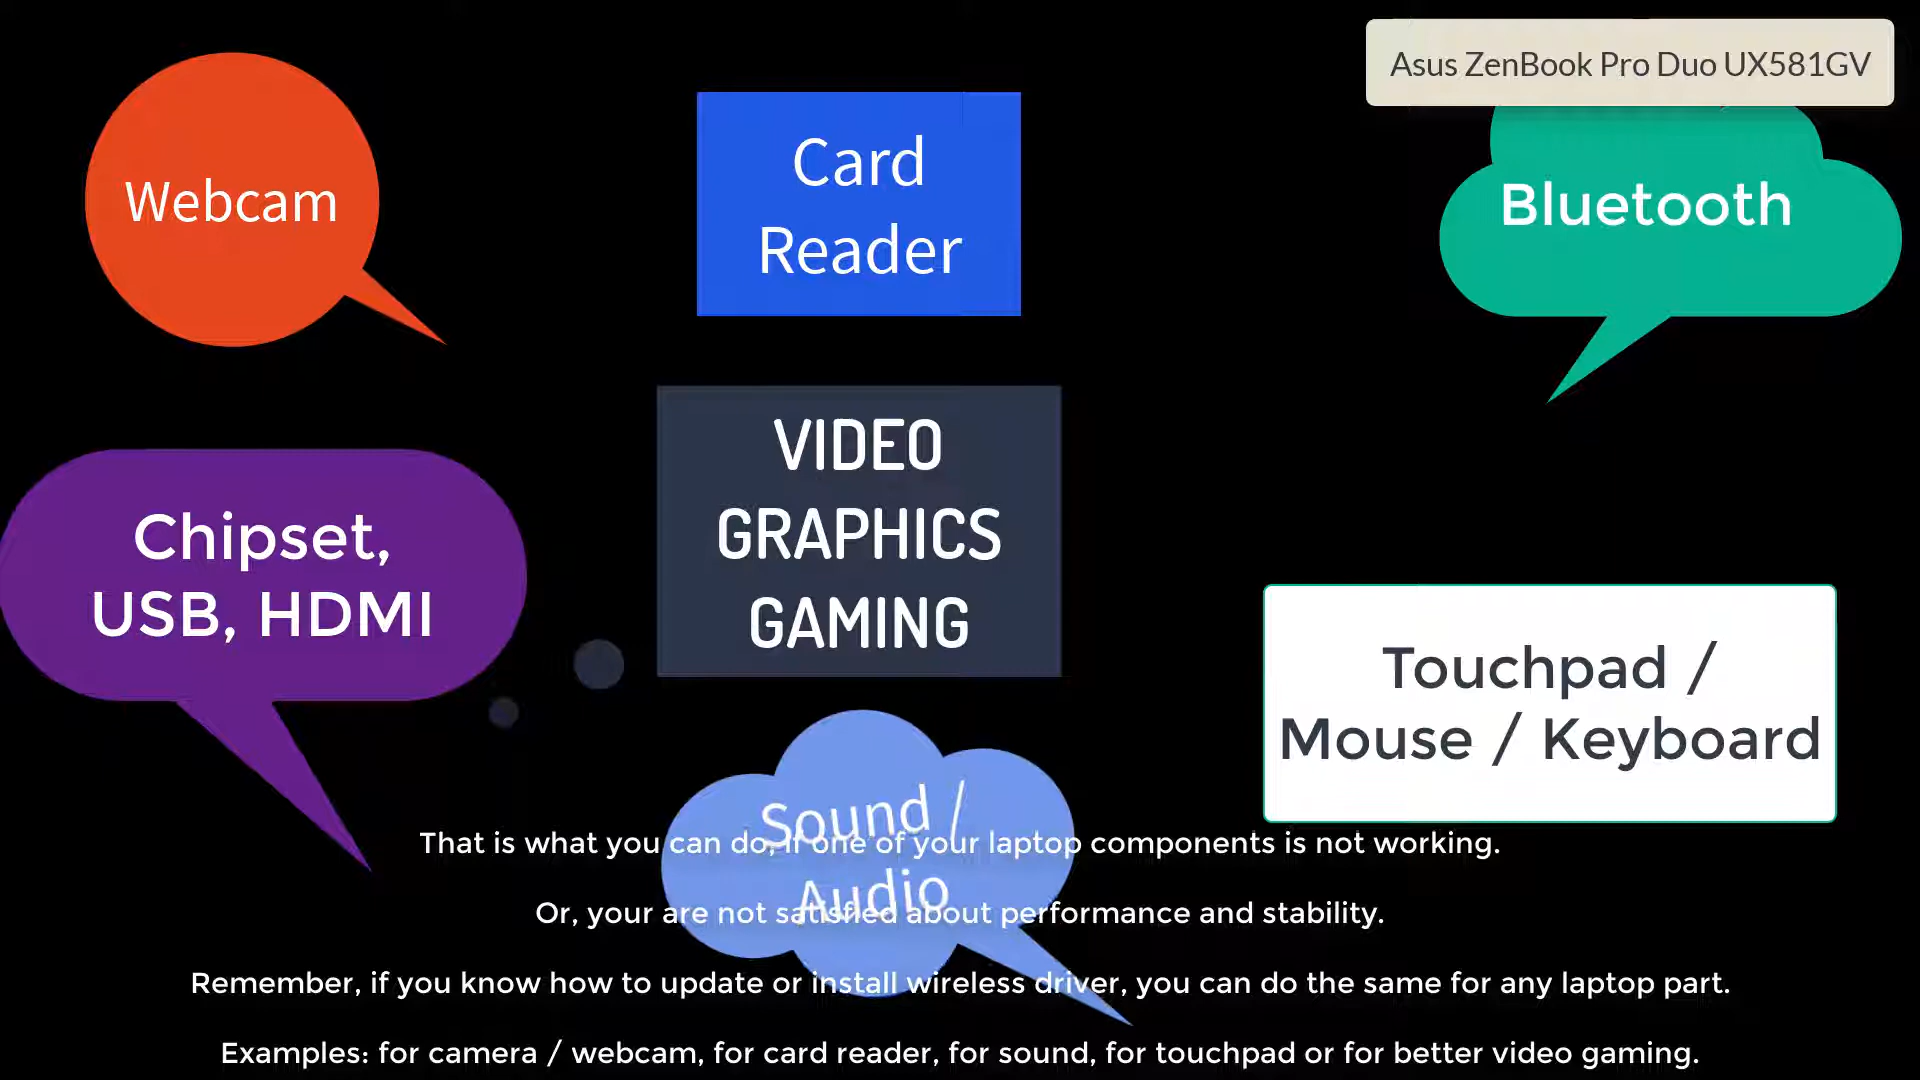 Asus ZenBook Pro Duo UX581GV
Webcam
Card
Reader
Bluetooth
Chipset,
USB, HDMI
VIDEO
GRAPHICS
GAMING
Touchpad /
Mouse / Keyboard
Sound /
Audio
That is what you can do, if one of your laptop components is not working.
Or, your are not satisfied about performance and stability.
Remember, if you know how to update or install wireless driver, you can do the same for any laptop part.
Examples: for camera / webcam, for card reader, for sound, for touchpad or for better video gaming.